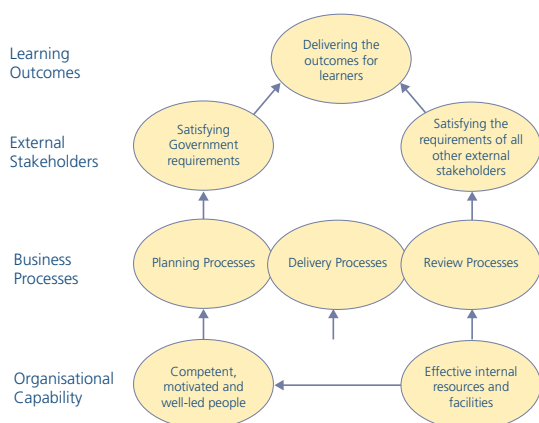 Learning
Outcomes
Delivering the
outcomes for
learners
External
Stakeholders
Satisfying
Government
requirements
Satisfying the
requirements of all
other external
stakeholders
Business
Processes
Planning Processes
Delivery Processes
Review Processes
Organisational
Capability
Competent,
motivated and
well-led people
Effective internal
resources and
facilities